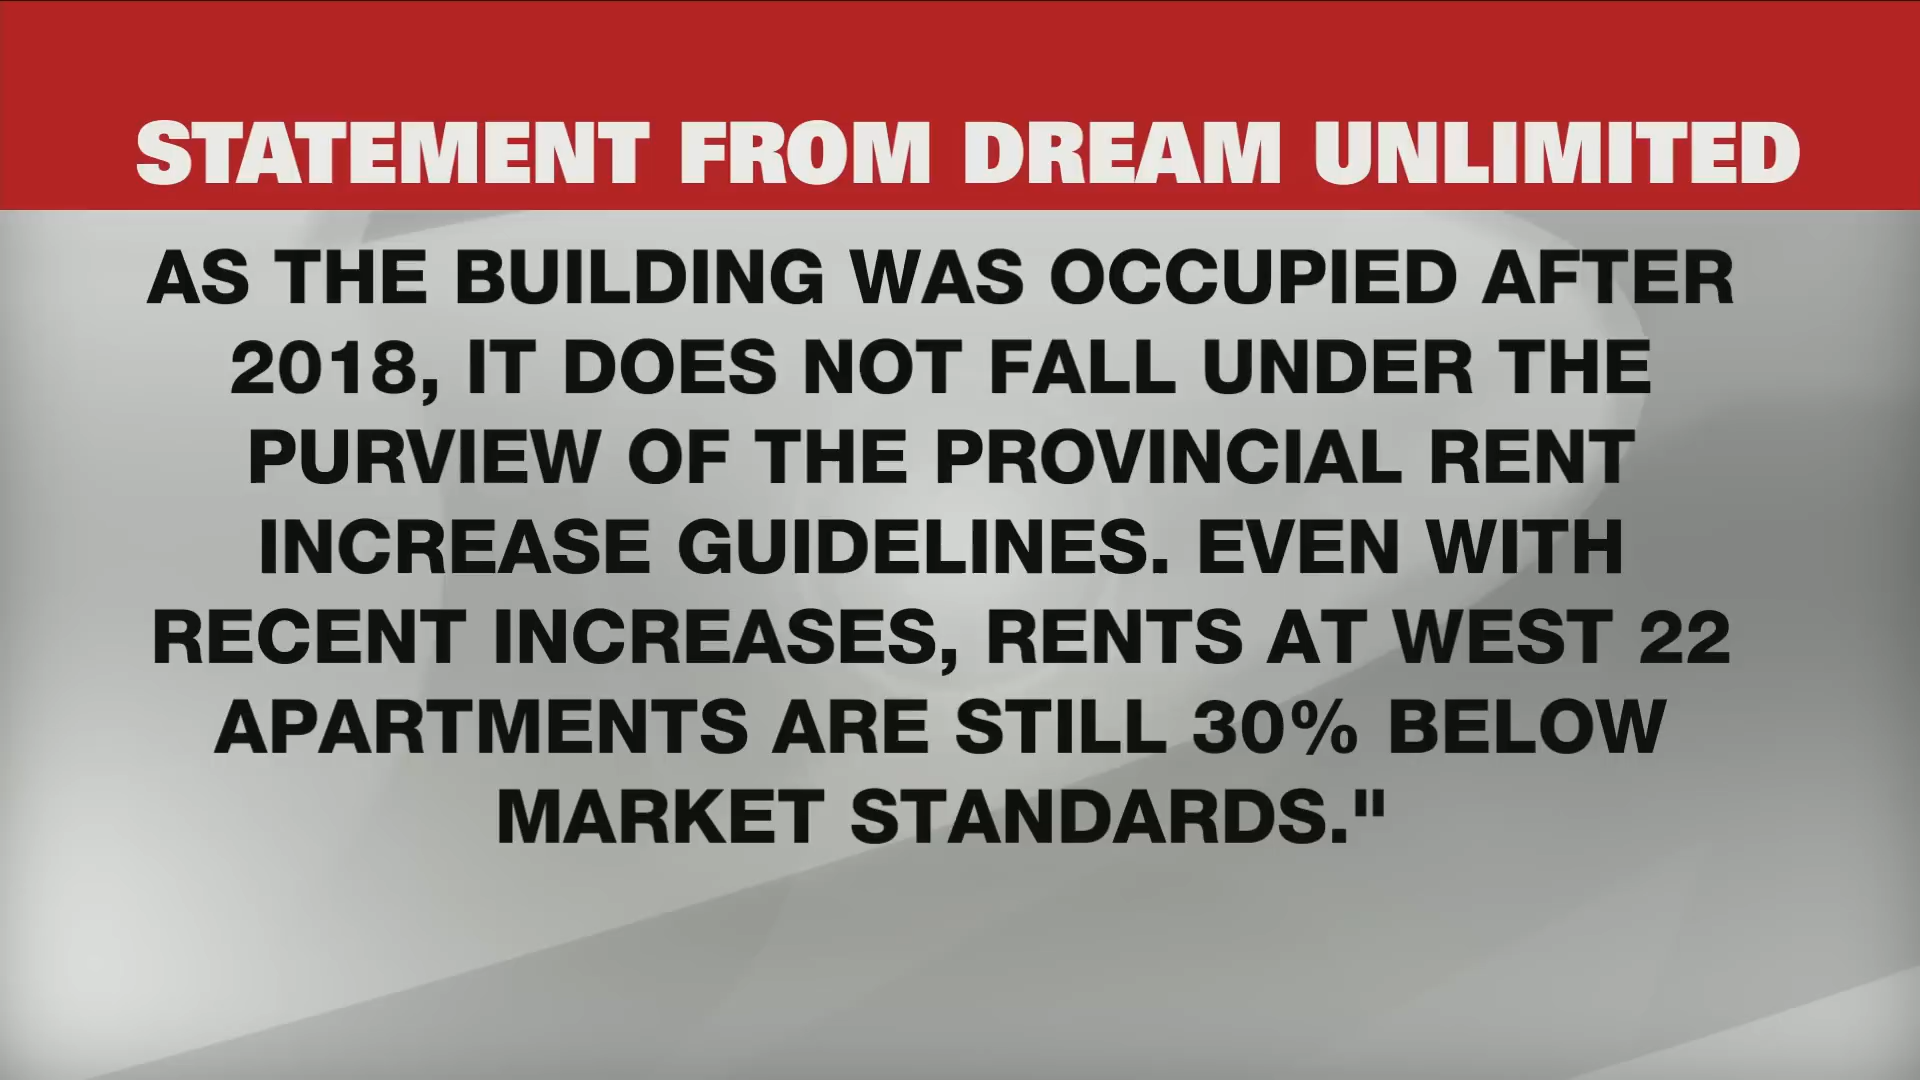 STATEMENT FROM DREAM UNLIMITED
AS THE BUILDING WAS OCCUPIED AFTER
2018, IT DOES NOT FALL UNDER THE
PURVIEW OF THE PROVINCIAL RENT
INCREASE GUIDELINES. EVEN WITH
RECENT INCREASES, RENTS AT WEST 22
APARTMENTS ARE STILL 30% BELOW
MARKET STANDARDS."